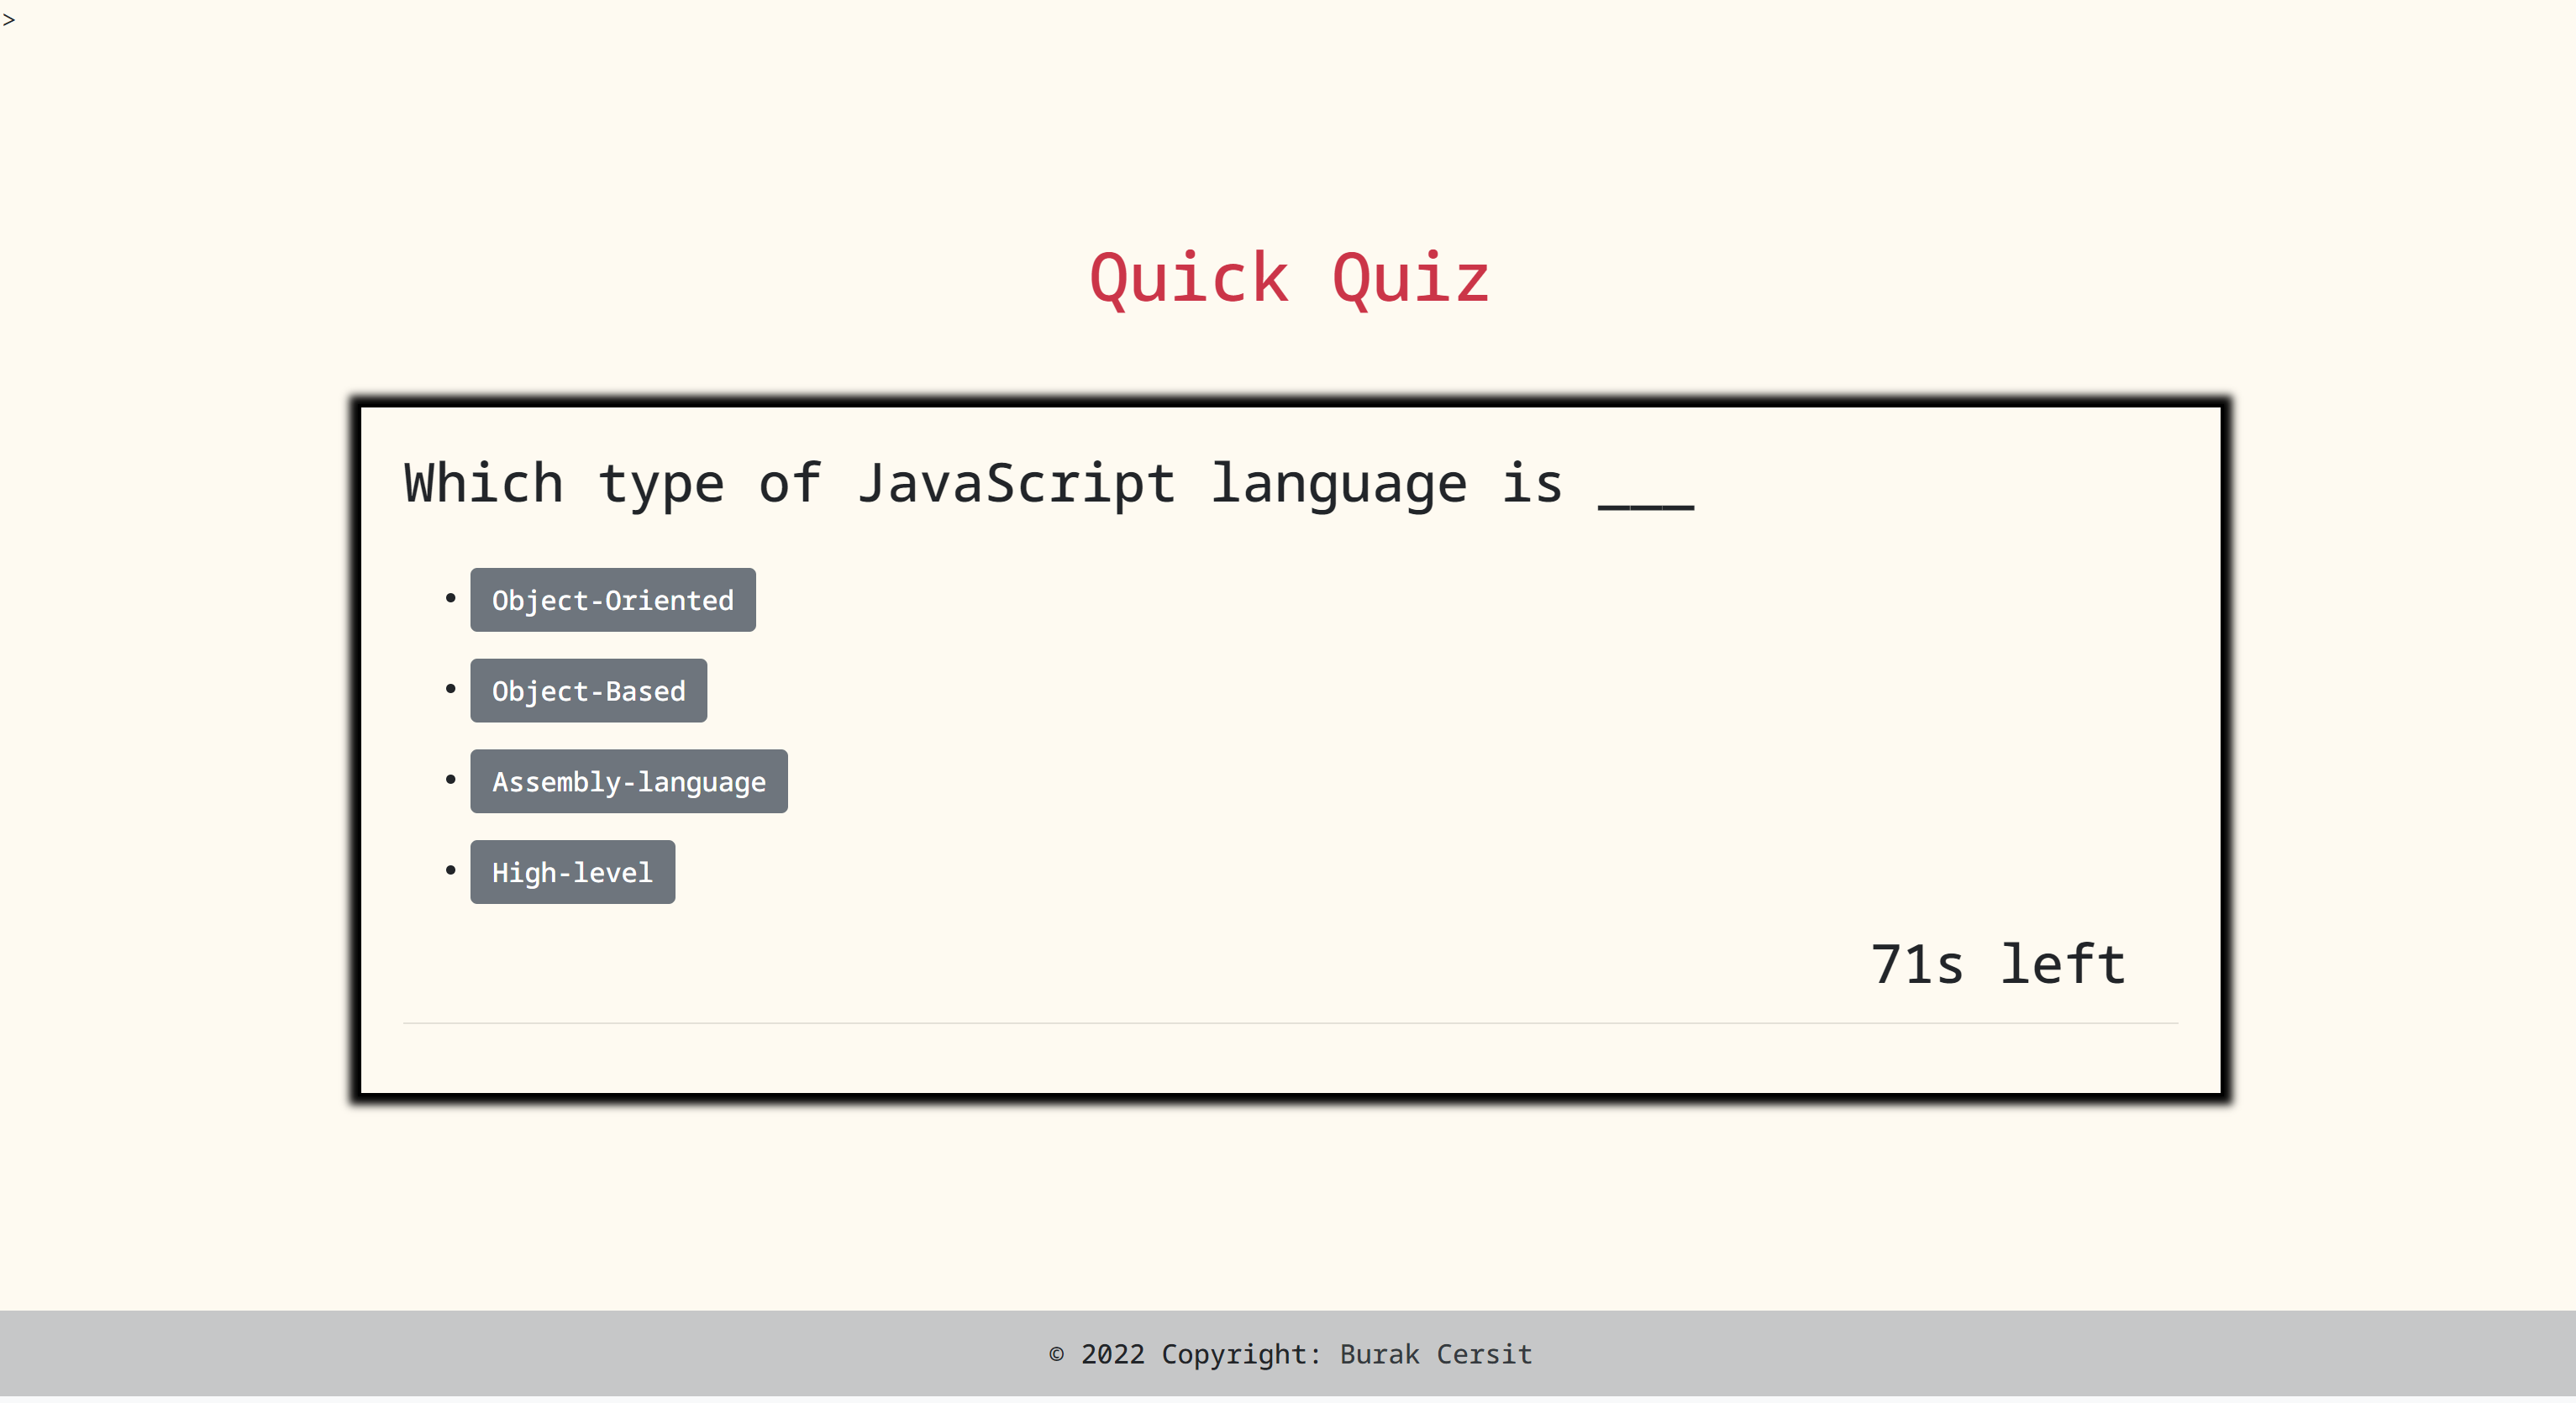 >
Quick Quiz
Which type of JavaScript language is ___
Object-Oriented
Object-Based
Assembly-language
High-level
71s left
© 2022 Copyright: Burak Cersit